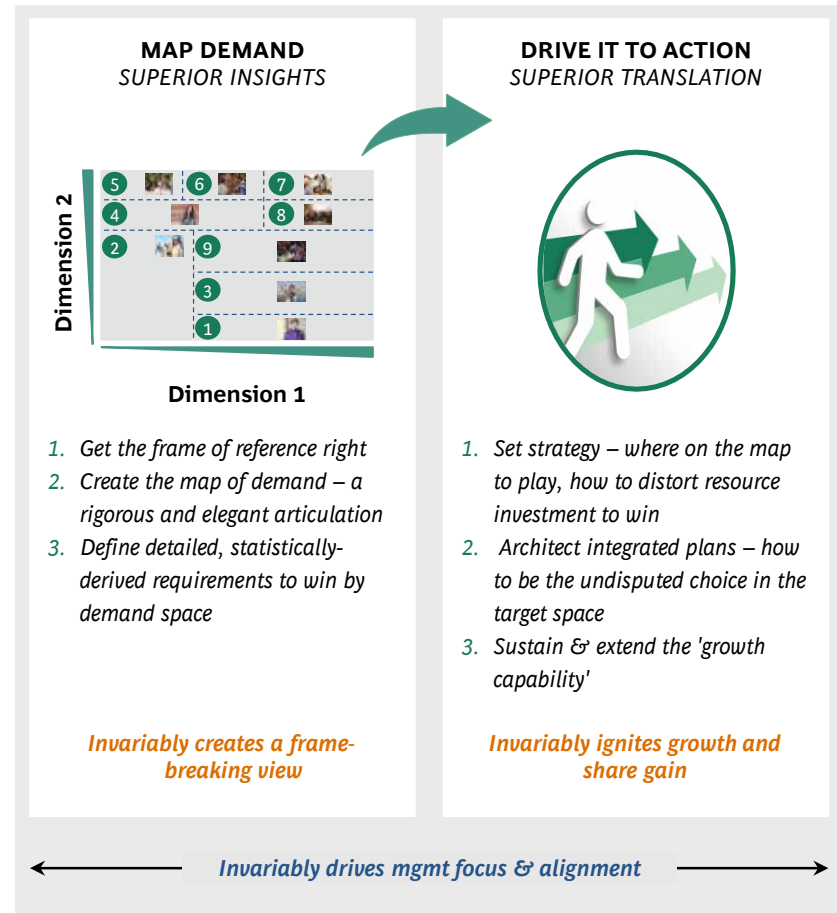 MAP DEMAND
SUPERIOR INSIGHTS
Dimension 2
5
6
7
4
8
2
9
3
1
Dimension 1
1. Get the frame of reference right
2. Create the map of demand – a
rigorous and elegant articulation
3. Define detailed, statistically-
derived requirements to win by
demand space
Invariably creates a frame-
breaking view
DRIVE IT TO ACTION
SUPERIOR TRANSLATION
1. Set strategy – where on the map
to play, how to distort resource
investment to win
2. Architect integrated plans – how
to be the undisputed choice in the
target space
3. Sustain & extend the 'growth
capability'
Invariably ignites growth and
share gain
Invariably drives mgmt focus & alignment